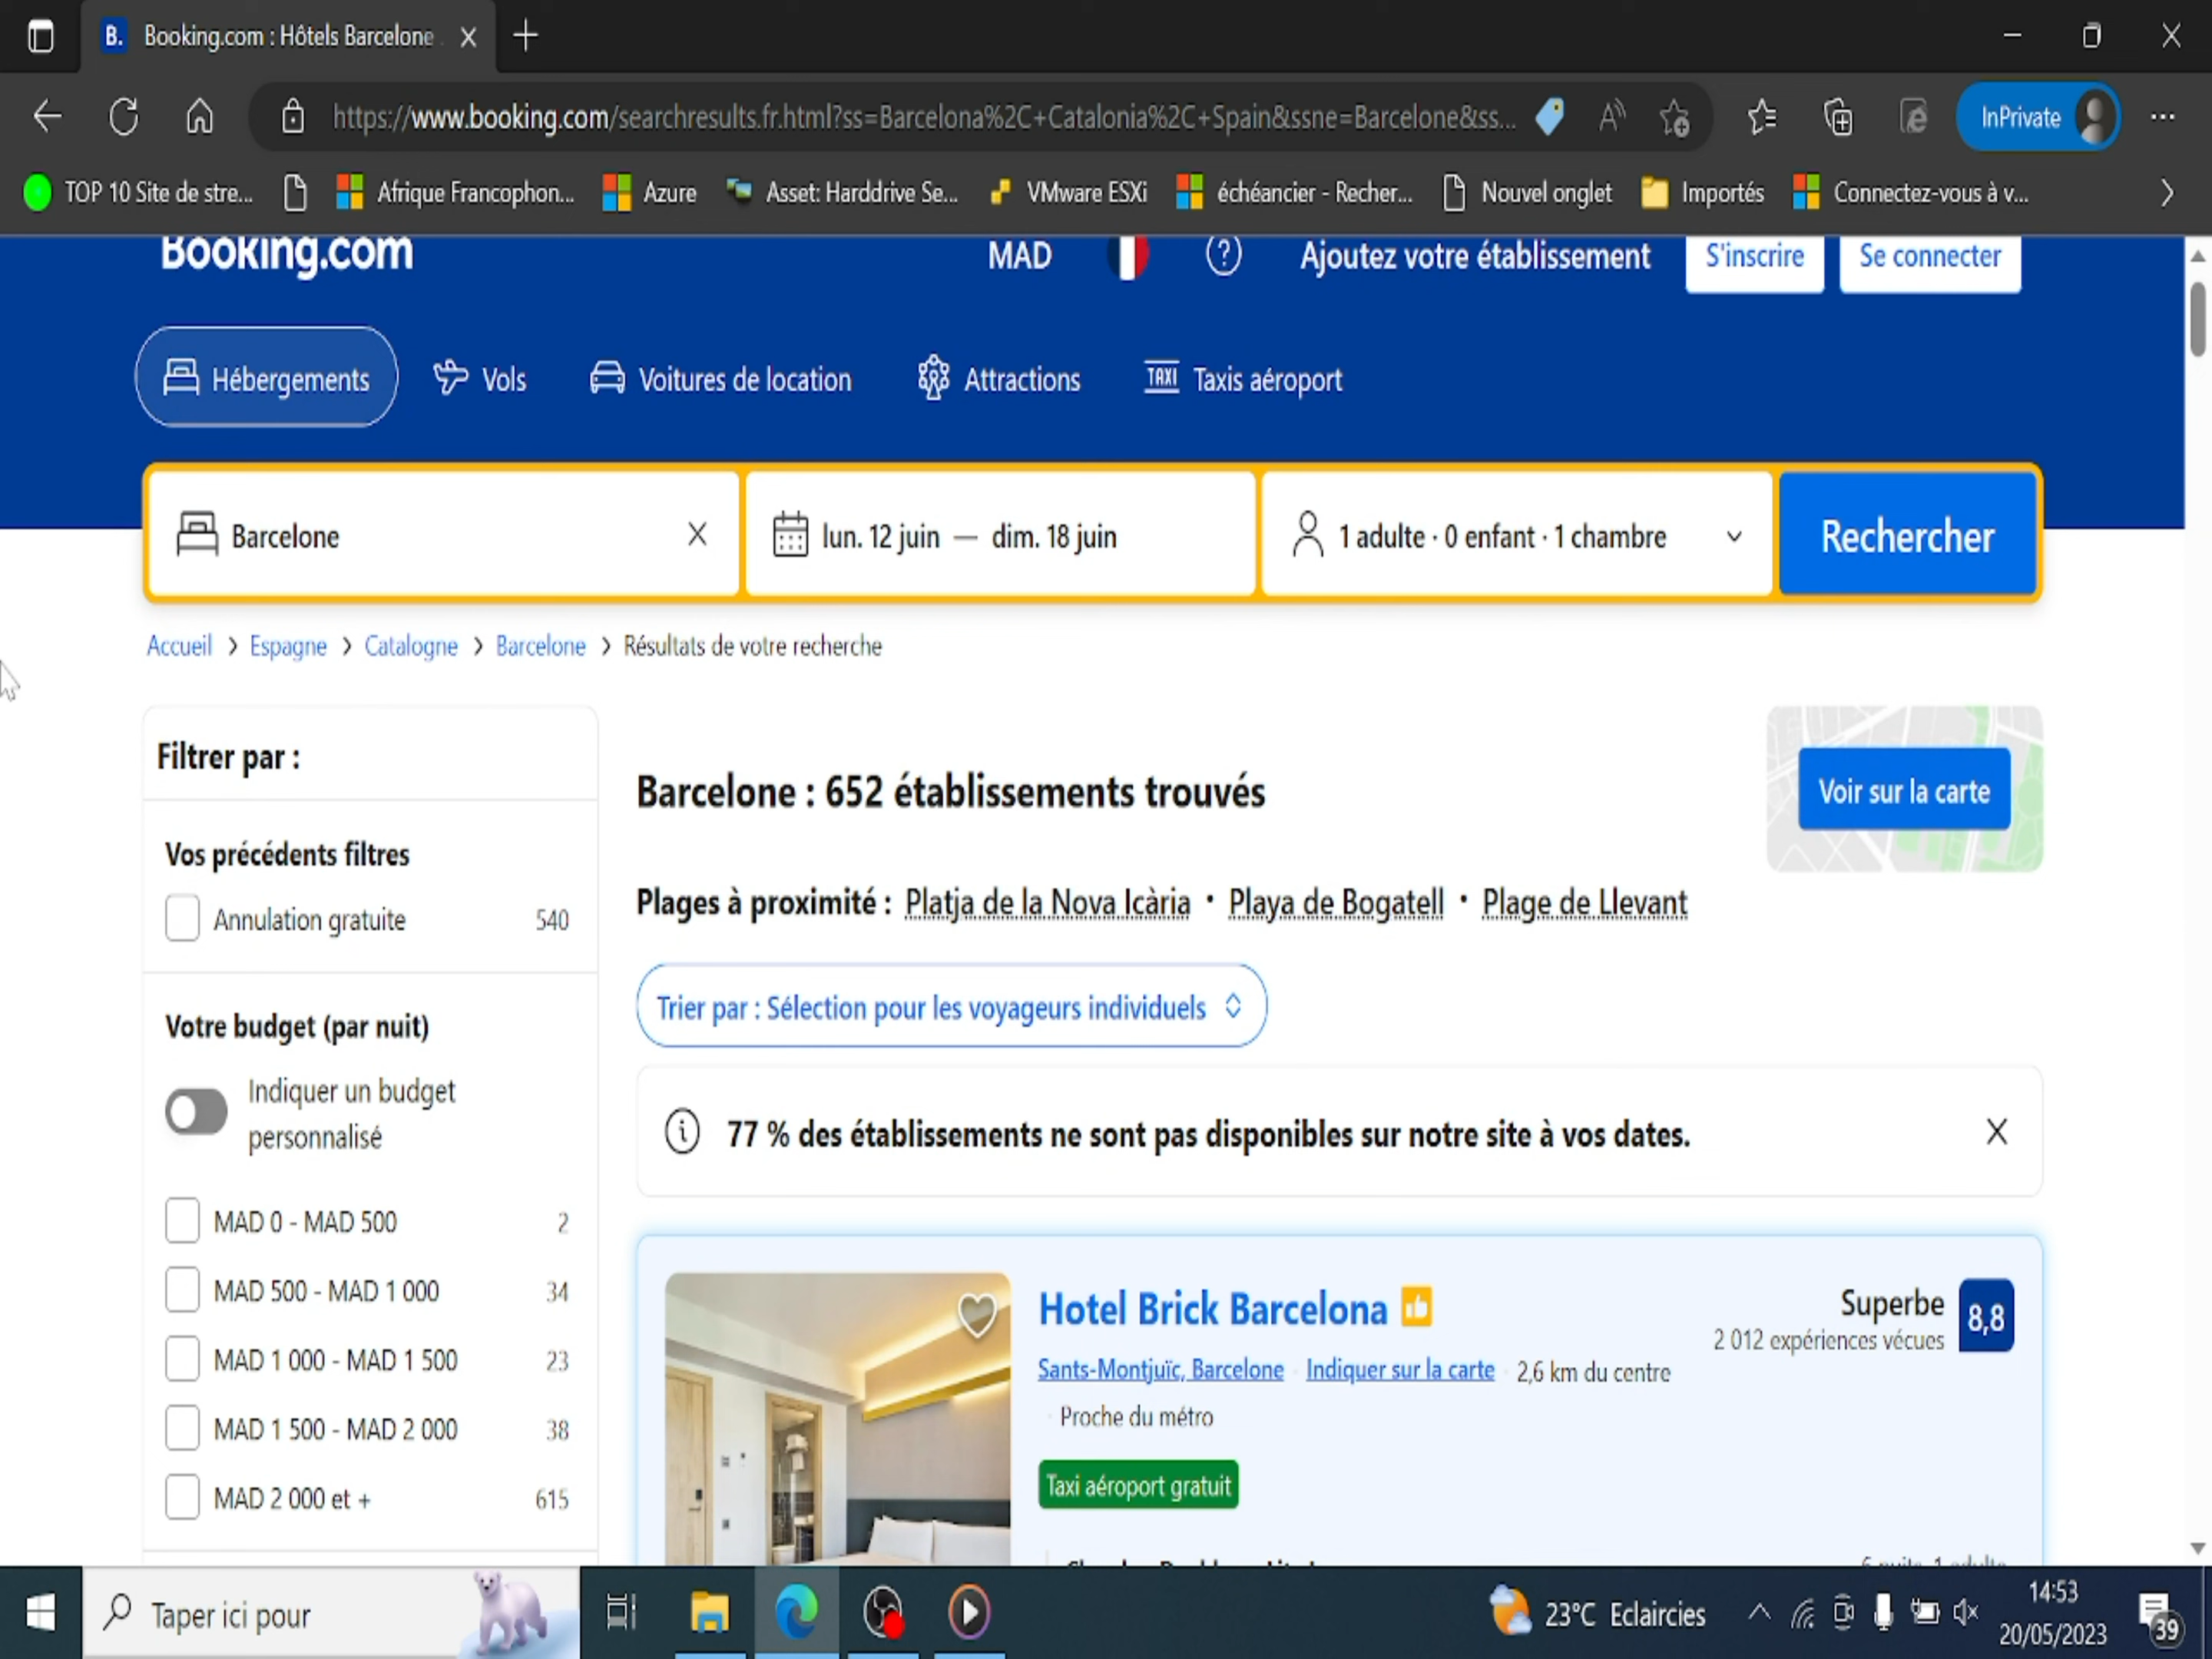 Booking.com : Hôtels Barcelone
https://www.booking.com/searchresults.fr.html?ss=Barcelona%2C+Catalonia%2C+Spain&ssne=Barcelone&ss...
InPrivate
TOP 10 Site de stre...
Afrique Francophon...
Azure
Asset: Harddrive Se...
VMware ESXi
échéancier - Recher...
Nouvel onglet
Importés
Connectez-vous à v...
Booking.com
MAD
Ajoutez votre établissement
S'inscrire
Se connecter
Hébergements
Vols
Voitures de location
Attractions
TAXI Taxis aéroport
Barcelone
lun. 12 juin — dim. 18 juin
1 adulte · 0 enfant · 1 chambre
Rechercher
Accueil > Espagne > Catalogne > Barcelone > Résultats de votre recherche
Filtrer par :
Vos précédents filtres
Annulation gratuite 540
Votre budget (par nuit)
Indiquer un budget
personnalisé
MAD 0 - MAD 500 2
MAD 500 - MAD 1 000 34
MAD 1 000 - MAD 1 500 23
MAD 1 500 - MAD 2 000 38
MAD 2 000 et + 615
Barcelone : 652 établissements trouvés
Voir sur la carte
Plages à proximité : Platja de la Nova Icària • Playa de Bogatell • Plage de Llevant
Trier par : Sélection pour les voyageurs individuels
77 % des établissements ne sont pas disponibles sur notre site à vos dates.
Hotel Brick Barcelona
Superbe
2 012 expériences vécues
8,8
Sants-Montjuïc, Barcelone · Indiquer sur la carte · 2,6 km du centre
· Proche du métro
Taxi aéroport gratuit
Taper ici pour
23°C Eclaircies
14:53
20/05/2023
39